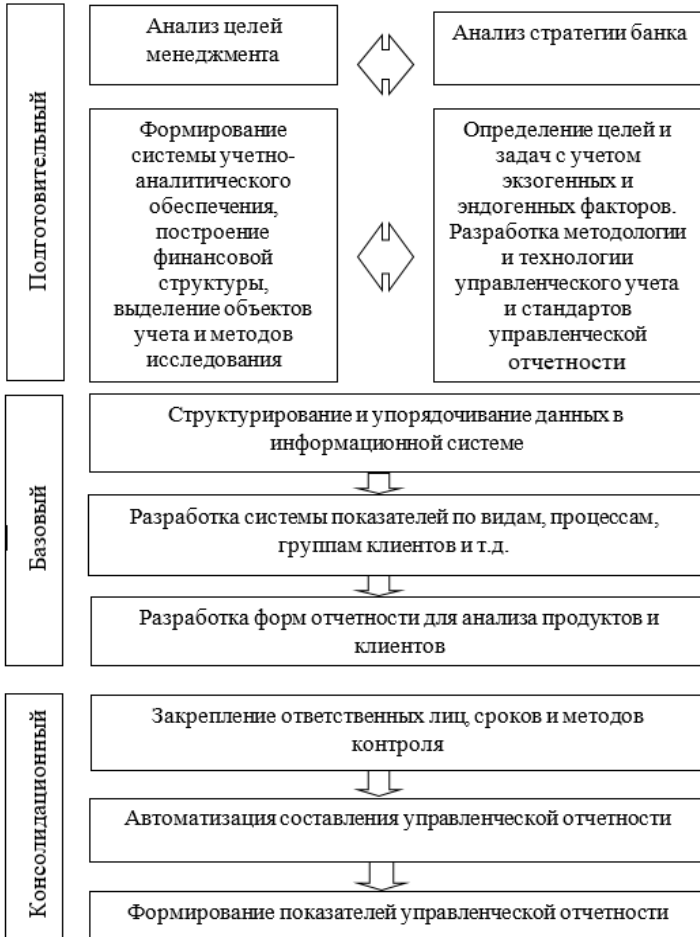 Подготовительный
Анализ целей
менеджмента
Анализ стратегии банка
Формирование
системы учетно-
аналитического
обеспечения,
построение
финансовой
структуры,
выделение объектов
учета и методов
исследования
Определение целей и
задач с учетом
экзогенных и
эндогенных факторов.
Разработка методологии
и технологии
управленческого учета
и стандартов
управленческой
отчетности
Базовый
Структурирование и упорядочивание данных в
информационной системе
Разработка системы показателей по видам, процессам,
группам клиентов и т.д.
Разработка форм отчетности для анализа продуктов и
клиентов
Консолидационный
Закрепление ответственных лиц, сроков и методов
контроля
Автоматизация составления управленческой отчетности
Формирование показателей управленческой отчетности